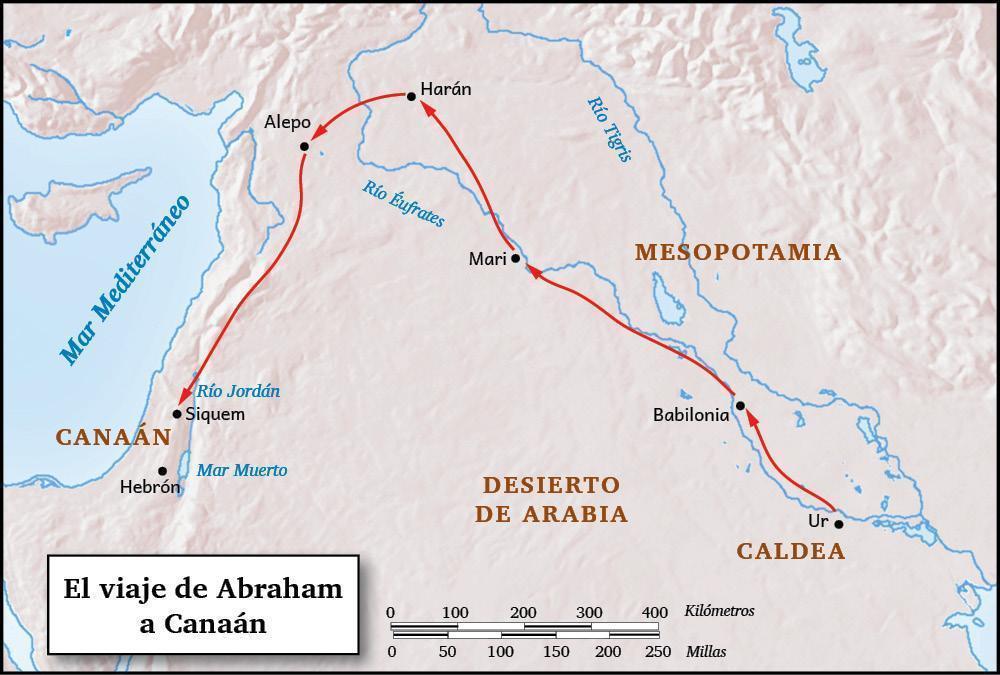 Harán
Alepo
Río Tigris
Río Éufrates
Mar Mediterráneo
MESOPOTAMIA
Mari
Río Jordán
Siquem
CANAÁN
Babilonia
Mar Muerto
Hebrón
DESIERTO
DE ARABIA
Ur
CALDEA
El viaje de Abraham
a Canaán
0 100 200 300 400 Kilómetros
0 50 100 150 200 250 Millas